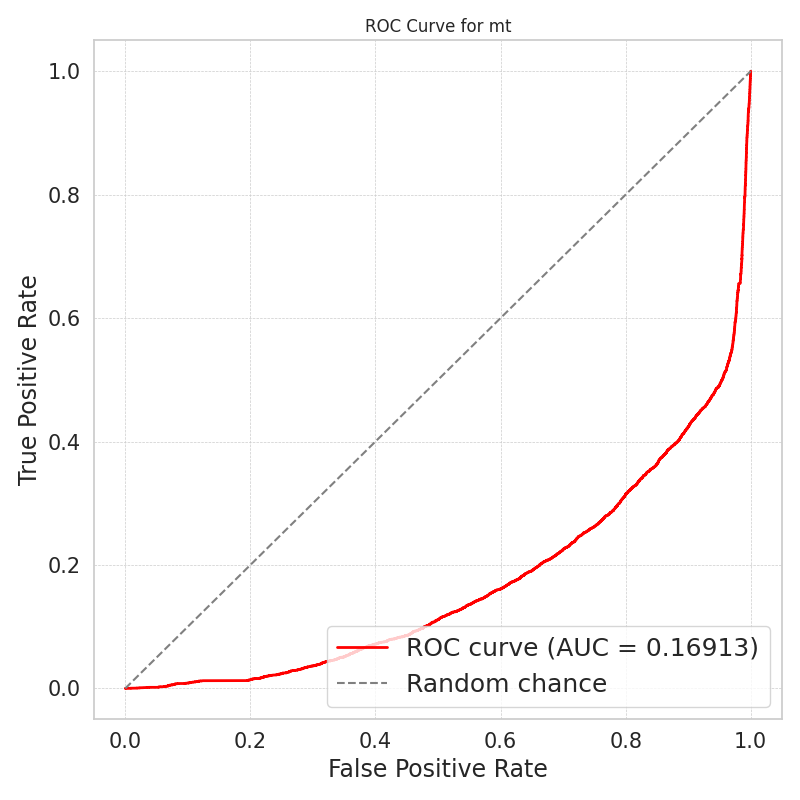 ROC Curve for mt
True Positive Rate
1.0
0.8
0.6
0.4
0.2
0.0
ROC curve (AUC = 0.16913)
Random chance
0.0 0.2 0.4 0.6 0.8 1.0
False Positive Rate